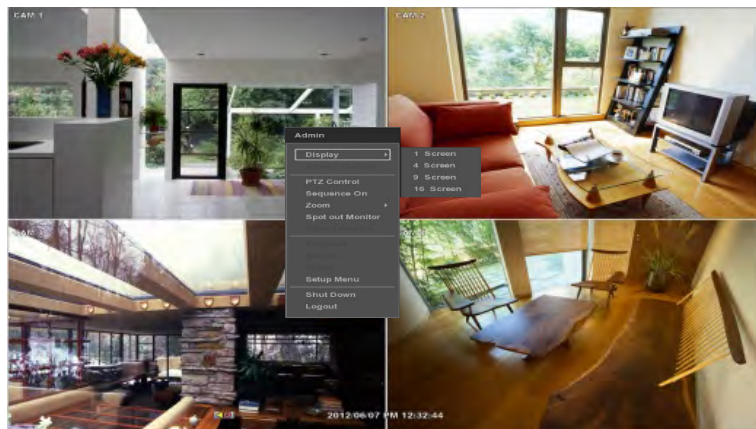 CAM 1
CAM 2
Admin
Display
1 Screen
4 Screen
9 Screen
16 Screen
PTZ Control
Sequence On
Zoom
Spot out Monitor
Setup Menu
Shut Down
Logout
CAM
2012/06/07 PM 12:32:44